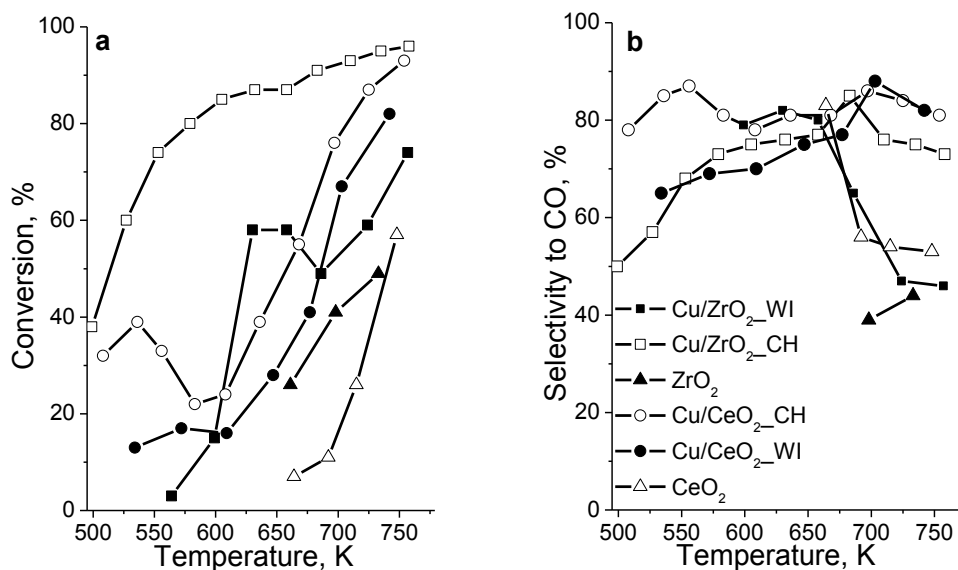 a
Conversion, %
100
80
60
40
20
0
500 550 600 650 700 750
Temperature, K
b
Selectivity to CO, %
100
80
60
40
20
0
Cu/ZrO₂_WI
Cu/ZrO₂_CH
ZrO₂
Cu/CeO₂_CH
Cu/CeO₂_WI
CeO₂
500 550 600 650 700 750
Temperature, K